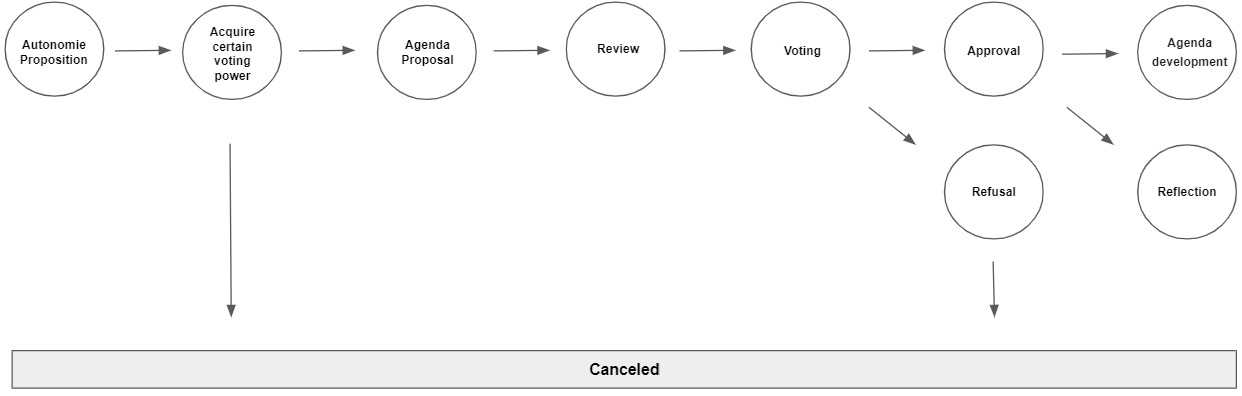 Autonomie
Proposition
Acquire
certain
voting
power
Agenda
Proposal
Review
Voting
Approval
Agenda
development
Refusal
Reflection
Canceled